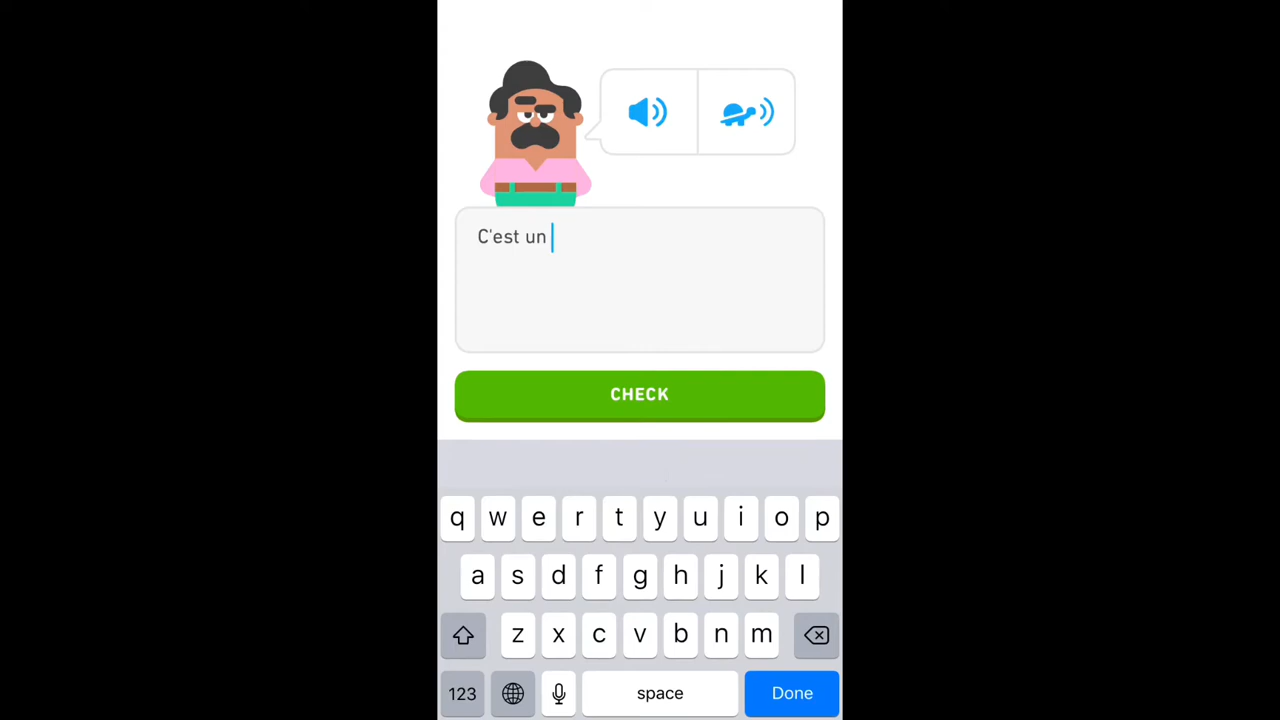 C'est un
CHECK
q w e r t y u i o p
a s d f g h j k l
z x c v b n m
123 space Done